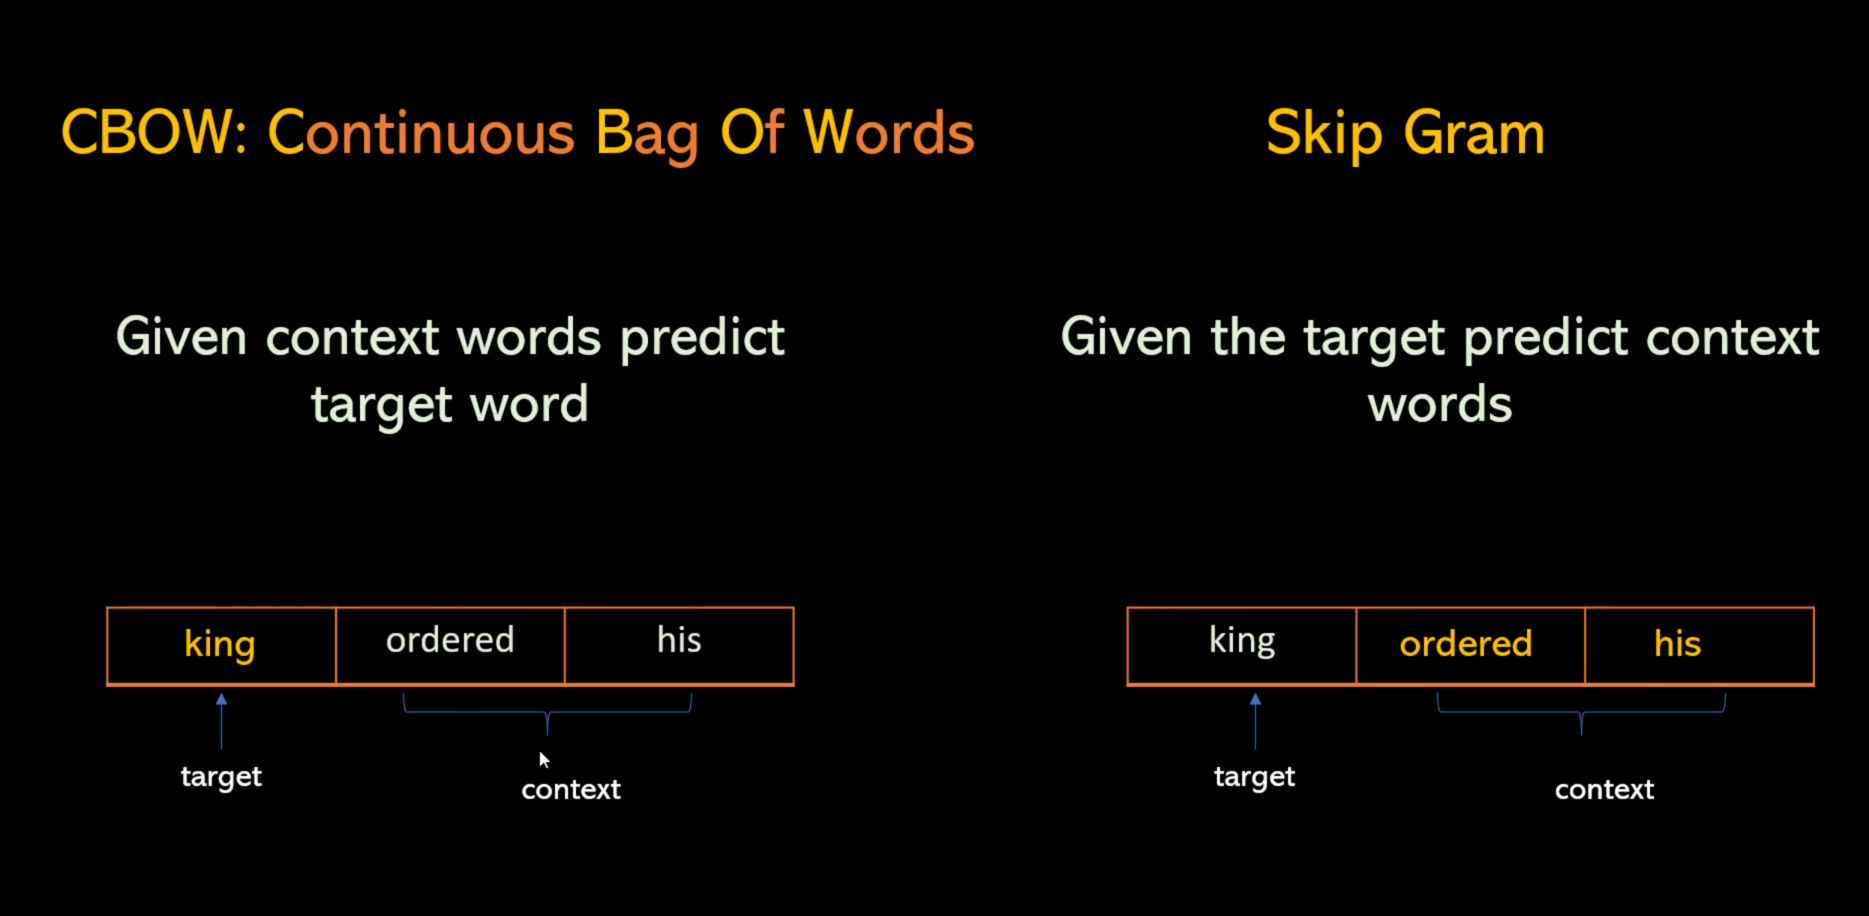 CBOW: Continuous Bag Of Words
Given context words predict
target word
king ordered his
target
context
Skip Gram
Given the target predict context
words
king ordered his
target
context